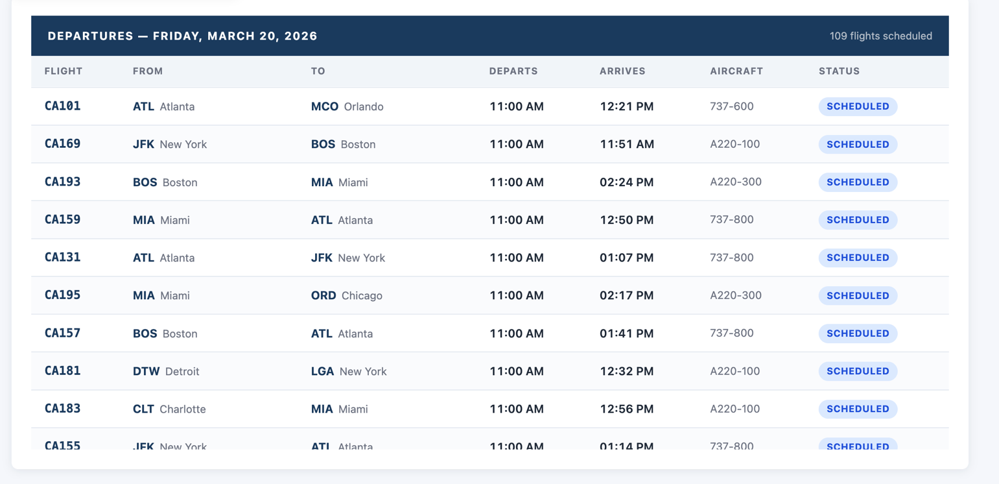 DEPARTURES — FRIDAY, MARCH 20, 2026 109 flights scheduled
FLIGHT FROM TO DEPARTS ARRIVES AIRCRAFT STATUS
CA101 ATL Atlanta MCO Orlando 11:00 AM 12:21 PM 737-600 SCHEDULED
CA169 JFK New York BOS Boston 11:00 AM 11:51 AM A220-100 SCHEDULED
CA193 BOS Boston MIA Miami 11:00 AM 02:24 PM A220-300 SCHEDULED
CA159 MIA Miami ATL Atlanta 11:00 AM 12:50 PM 737-800 SCHEDULED
CA131 ATL Atlanta JFK New York 11:00 AM 01:07 PM 737-800 SCHEDULED
CA195 MIA Miami ORD Chicago 11:00 AM 02:17 PM A220-300 SCHEDULED
CA157 BOS Boston ATL Atlanta 11:00 AM 01:41 PM 737-800 SCHEDULED
CA181 DTW Detroit LGA New York 11:00 AM 12:32 PM A220-100 SCHEDULED
CA183 CLT Charlotte MIA Miami 11:00 AM 12:56 PM A220-100 SCHEDULED
CA155 JFK New York ATL Atlanta 11:00 AM 01:14 PM 737-800 SCHEDULED